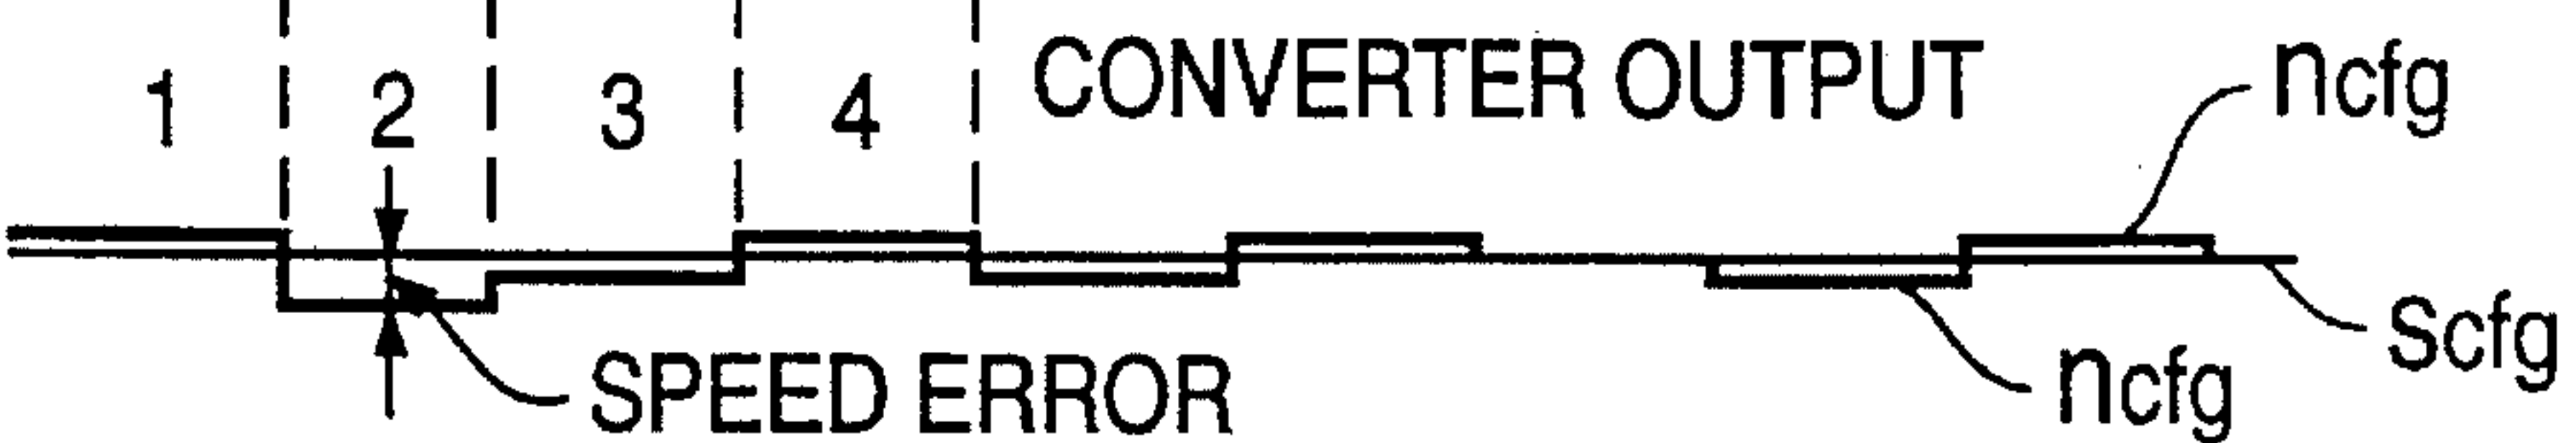 1 2 3 4 CONVERTER OUTPUT ncfg
scfg
SPEED ERROR ncfg